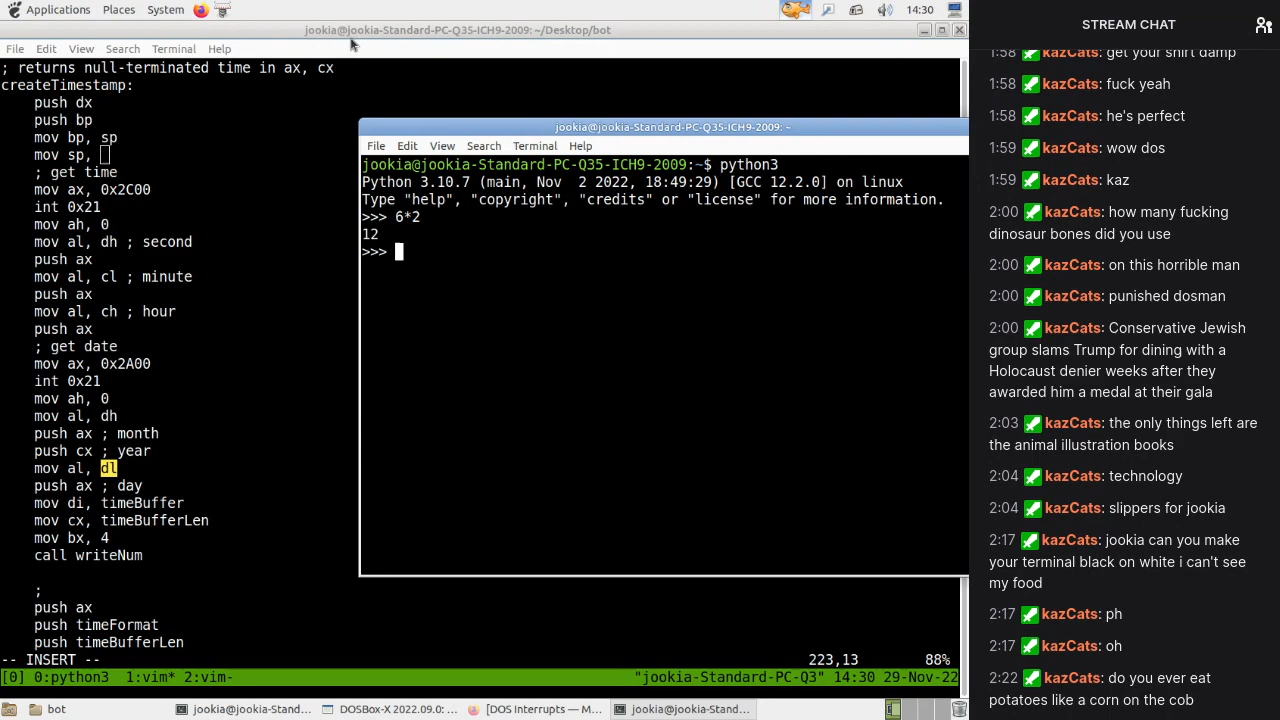 Applications Places System 14:30
jookia@jookia-Standard-PC-Q35-ICH9-2009: ~/Desktop/bot
File Edit View Search Terminal Help
; returns null-terminated time in ax, cx
createTimestamp:
push dx
push bp
mov bp, sp
mov sp,
; get time
mov ax, 0x2C00
int 0x21
mov ah, 0
mov al, dh ; second
push ax
mov al, cl ; minute
push ax
mov al, ch ; hour
push ax
; get date
mov ax, 0x2A00
int 0x21
mov ah, 0
mov al, dh
push ax ; month
push cx ; year
mov al, dl
push ax ; day
mov di, timeBuffer
mov cx, timeBufferLen
mov bx, 4
call writeNum
;
push ax
push timeFormat
push timeBufferLen
-- INSERT -- 223,13 88%
[0] 0:python3 1:vim* 2:vim- "jookia-Standard-PC-Q3" 14:30 29-Nov-22
jookia@jookia-Standard-PC-Q35-ICH9-2009: ~
File Edit View Search Terminal Help
jookia@jookia-Standard-PC-Q35-ICH9-2009:~$ python3
Python 3.10.7 (main, Nov  2 2022, 18:49:29) [GCC 12.2.0] on linux
Type "help", "copyright", "credits" or "license" for more information.
>>> 6*2
12
>>>
bot jookia@jookia-Stand... DOSBox-X 2022.09.0: ... [DOS Interrupts — M... jookia@jookia-Stand...
STREAM CHAT
1:58 kazCats: get your shirt damp
1:58 kazCats: fuck yeah
1:58 kazCats: he's perfect
1:59 kazCats: wow dos
1:59 kazCats: kaz
2:00 kazCats: how many fucking
dinosaur bones did you use
2:00 kazCats: on this horrible man
2:00 kazCats: punished dosman
2:00 kazCats: Conservative Jewish
group slams Trump for dining with a
Holocaust denier weeks after they
awarded him a medal at their gala
2:03 kazCats: the only things left are
the animal illustration books
2:04 kazCats: technology
2:04 kazCats: slippers for jookia
2:17 kazCats: jookia can you make
your terminal black on white i can't see
my food
2:17 kazCats: ph
2:17 kazCats: oh
2:22 kazCats: do you ever eat
potatoes like a corn on the cob